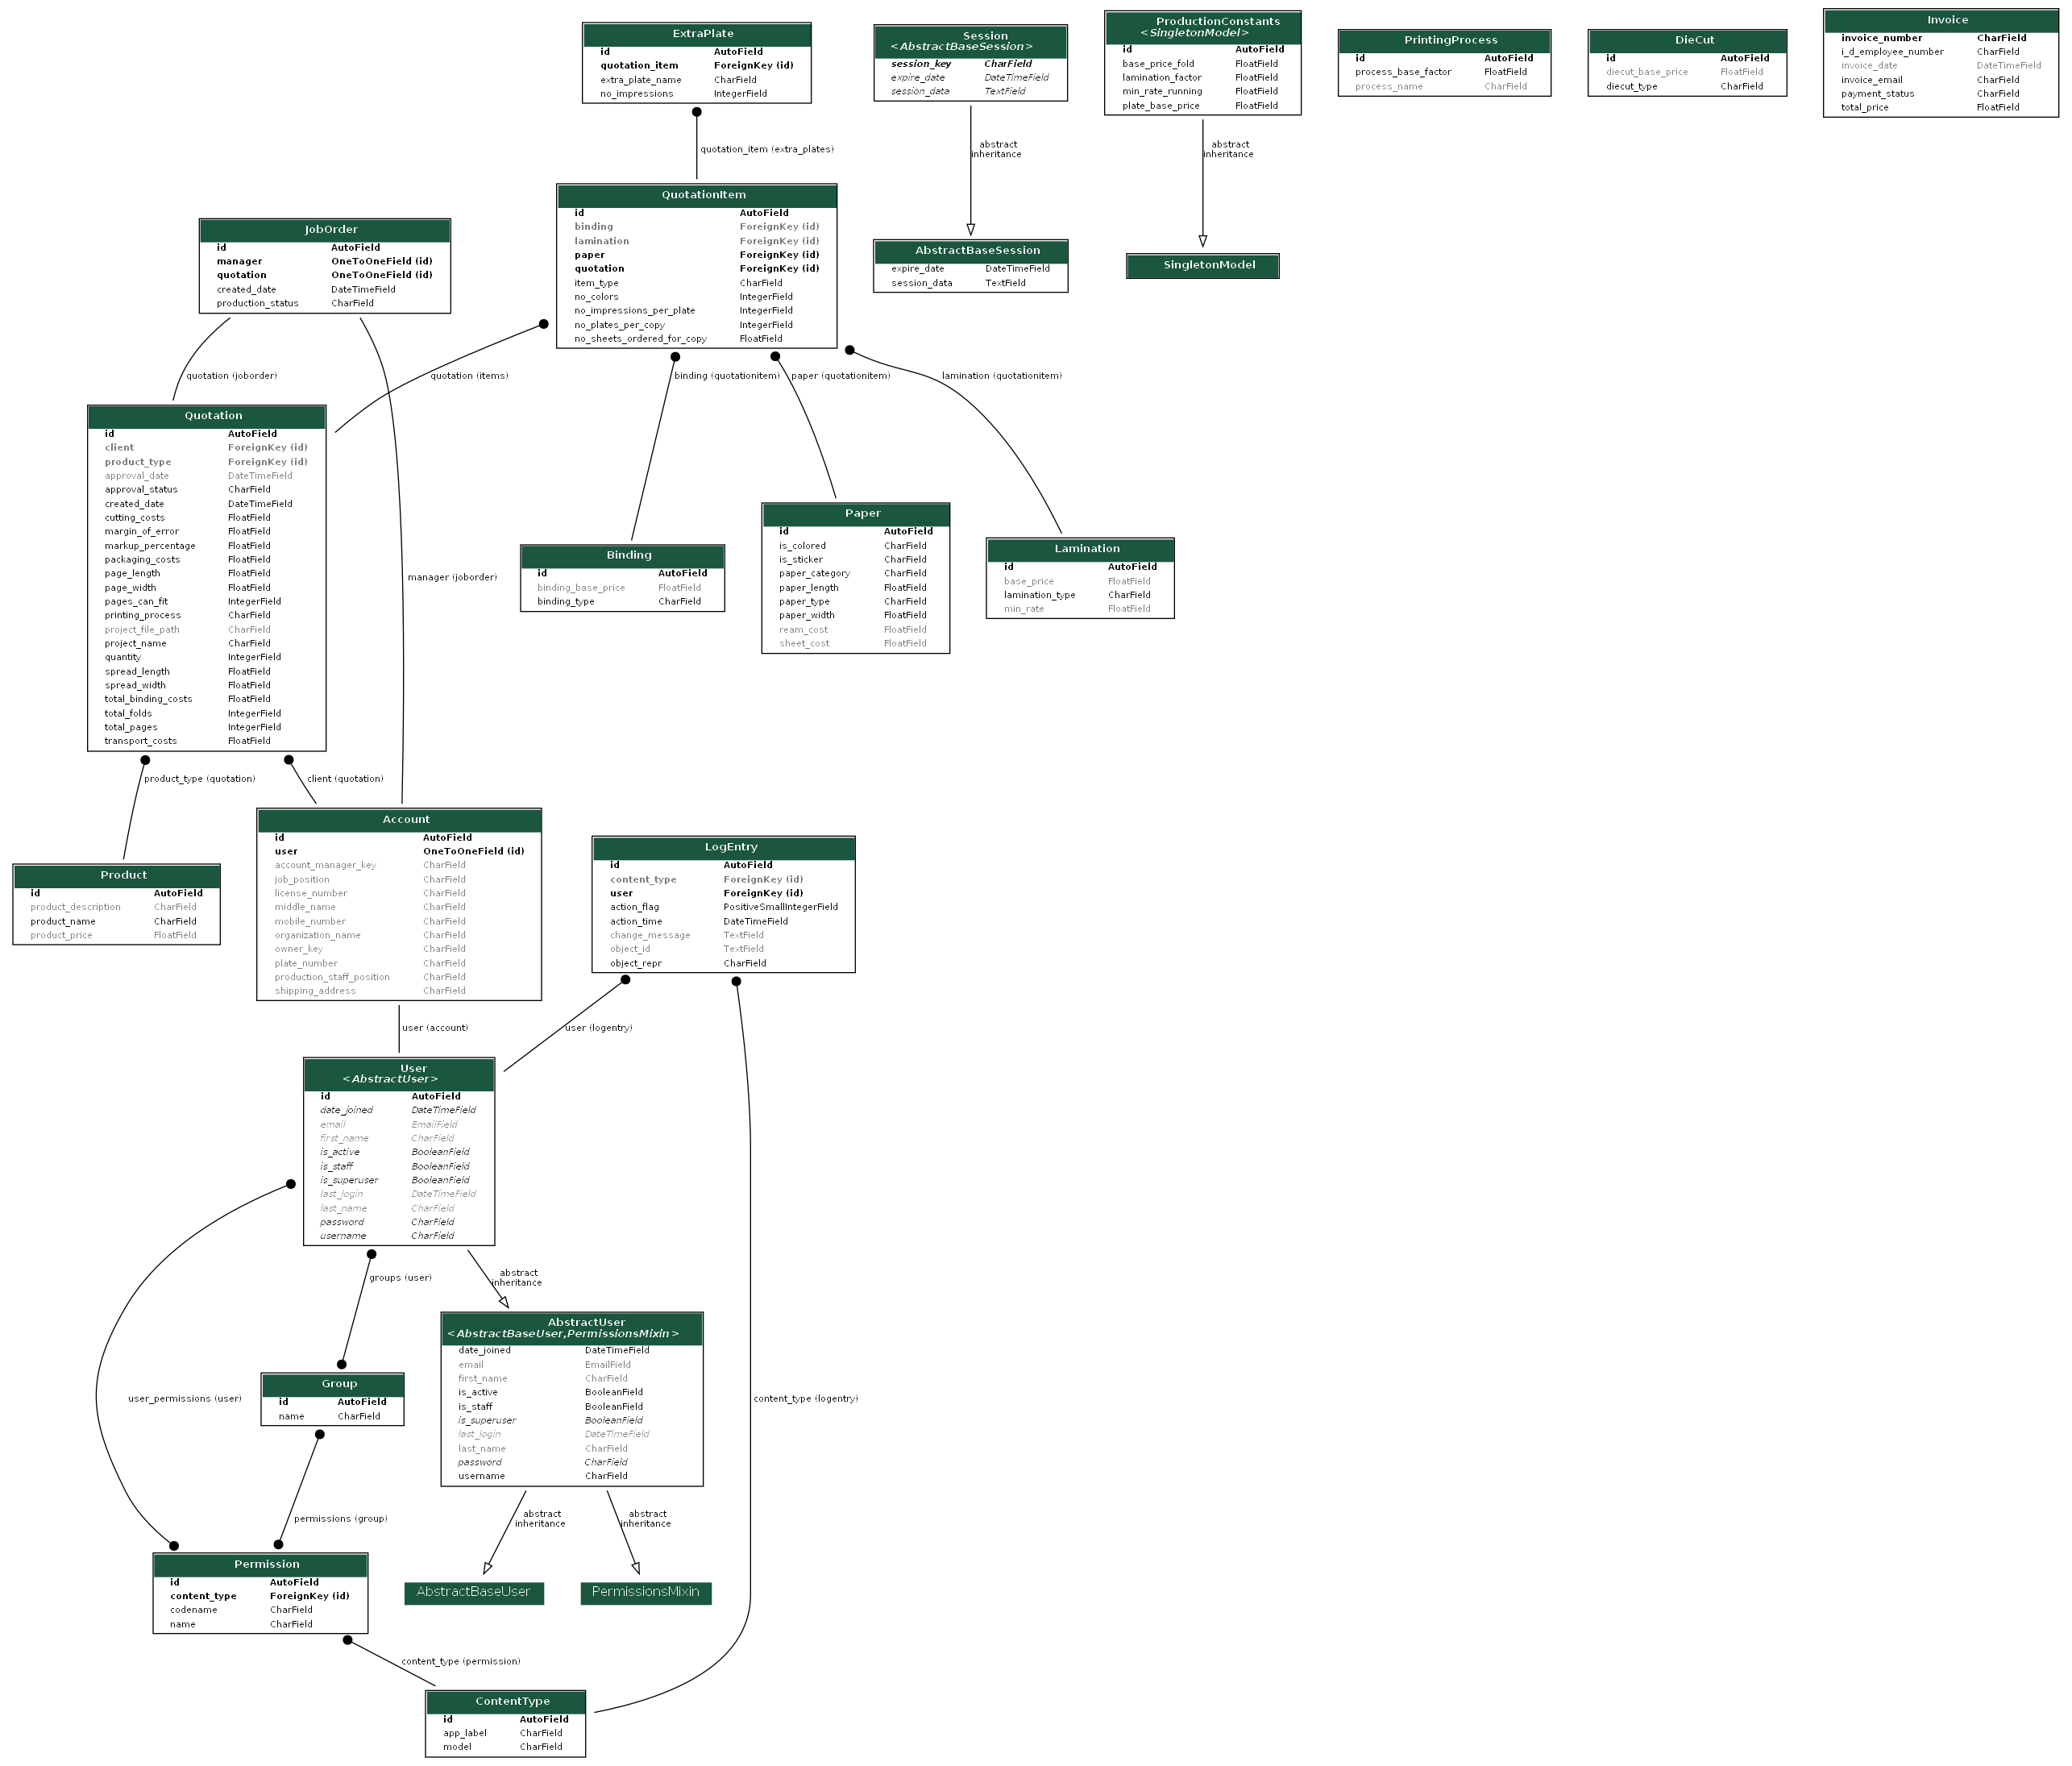 ExtraPlate
id AutoField
quotation_item ForeignKey (id)
extra_plate_name CharField
no_impressions IntegerField
Session
<AbstractBaseSession>
session_key CharField
expire_date DateTimeField
session_data TextField
ProductionConstants
<SingletonModel>
id AutoField
base_price_fold FloatField
lamination_factor FloatField
min_rate_running FloatField
plate_base_price FloatField
PrintingProcess
id AutoField
process_base_factor FloatField
process_name CharField
DieCut
id AutoField
diecut_base_price FloatField
diecut_type CharField
Invoice
invoice_number CharField
i_d_employee_number CharField
invoice_date DateTimeField
invoice_email CharField
payment_status CharField
total_price FloatField
quotation_item (extra_plates)
abstract
inheritance
abstract
inheritance
JobOrder
id AutoField
manager OneToOneField (id)
quotation OneToOneField (id)
created_date DateTimeField
production_status CharField
QuotationItem
id AutoField
binding ForeignKey (id)
lamination ForeignKey (id)
paper ForeignKey (id)
quotation ForeignKey (id)
item_type CharField
no_colors IntegerField
no_impressions_per_plate IntegerField
no_plates_per_copy IntegerField
no_sheets_ordered_for_copy FloatField
AbstractBaseSession
expire_date DateTimeField
session_data TextField
SingletonModel
quotation (joborder)
quotation (items)
binding (quotationitem)
paper (quotationitem)
lamination (quotationitem)
Quotation
id AutoField
client ForeignKey (id)
product_type ForeignKey (id)
approval_date DateTimeField
approval_status CharField
created_date DateTimeField
cutting_costs FloatField
margin_of_error FloatField
markup_percentage FloatField
packaging_costs FloatField
page_length FloatField
page_width FloatField
pages_can_fit IntegerField
printing_process CharField
project_file_path CharField
project_name CharField
quantity IntegerField
spread_length FloatField
spread_width FloatField
total_binding_costs FloatField
total_folds IntegerField
total_pages IntegerField
transport_costs FloatField
manager (joborder)
Binding
id AutoField
binding_base_price FloatField
binding_type CharField
Paper
id AutoField
is_colored CharField
is_sticker CharField
paper_category CharField
paper_length FloatField
paper_type CharField
paper_width FloatField
ream_cost FloatField
sheet_cost FloatField
Lamination
id AutoField
base_price FloatField
lamination_type CharField
min_rate FloatField
product_type (quotation)
client (quotation)
Product
id AutoField
product_description CharField
product_name CharField
product_price FloatField
Account
id AutoField
user OneToOneField (id)
account_manager_key CharField
job_position CharField
license_number CharField
middle_name CharField
mobile_number CharField
organization_name CharField
owner_key CharField
plate_number CharField
production_staff_position CharField
shipping_address CharField
LogEntry
id AutoField
content_type ForeignKey (id)
user ForeignKey (id)
action_flag PositiveSmallIntegerField
action_time DateTimeField
change_message TextField
object_id TextField
object_repr CharField
user (account)
user (logentry)
User
<AbstractUser>
id AutoField
date_joined DateTimeField
email EmailField
first_name CharField
is_active BooleanField
is_staff BooleanField
is_superuser BooleanField
last_login DateTimeField
last_name CharField
password CharField
username CharField
groups (user)
abstract
inheritance
user_permissions (user)
Group
id AutoField
name CharField
AbstractUser
<AbstractBaseUser,PermissionsMixin>
date_joined DateTimeField
email EmailField
first_name CharField
is_active BooleanField
is_staff BooleanField
is_superuser BooleanField
last_login DateTimeField
last_name CharField
password CharField
username CharField
content_type (logentry)
permissions (group)
abstract
inheritance
abstract
inheritance
Permission
id AutoField
content_type ForeignKey (id)
codename CharField
name CharField
AbstractBaseUser
PermissionsMixin
content_type (permission)
ContentType
id AutoField
app_label CharField
model CharField